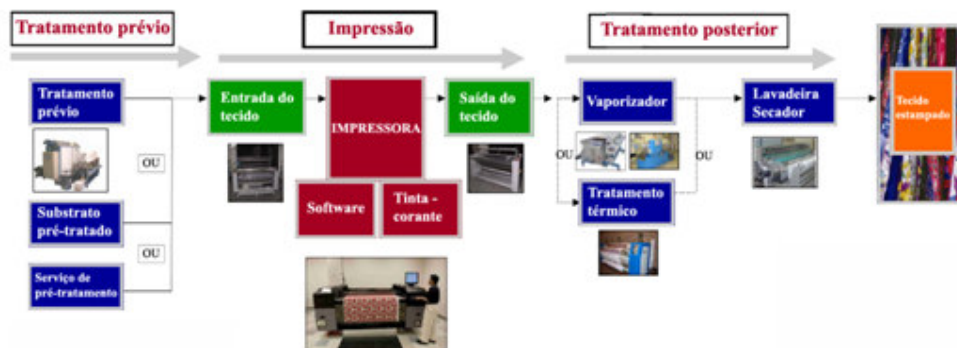 Tratamento prévio
Impressão
Tratamento posterior
Tratamento
prévio
OU
Substrato
pré-tratado
OU
Serviço de
pré-tratamento
Entrada do
tecido
IMPRESSORA
Software
Tinta -
corante
Saída do
tecido
Vaporizador
OU
OU
Tratamento
térmico
Lavadeira
Secador
Tecido
estampado